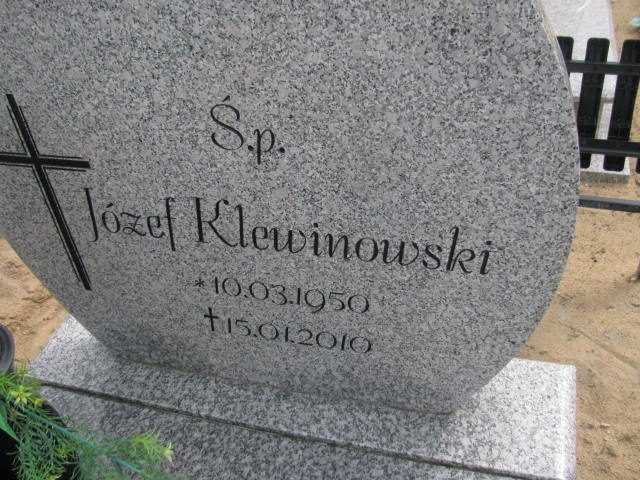 Ś.p.
Józef Klewinowski
* 10.03.1950
✝ 15.01.2010